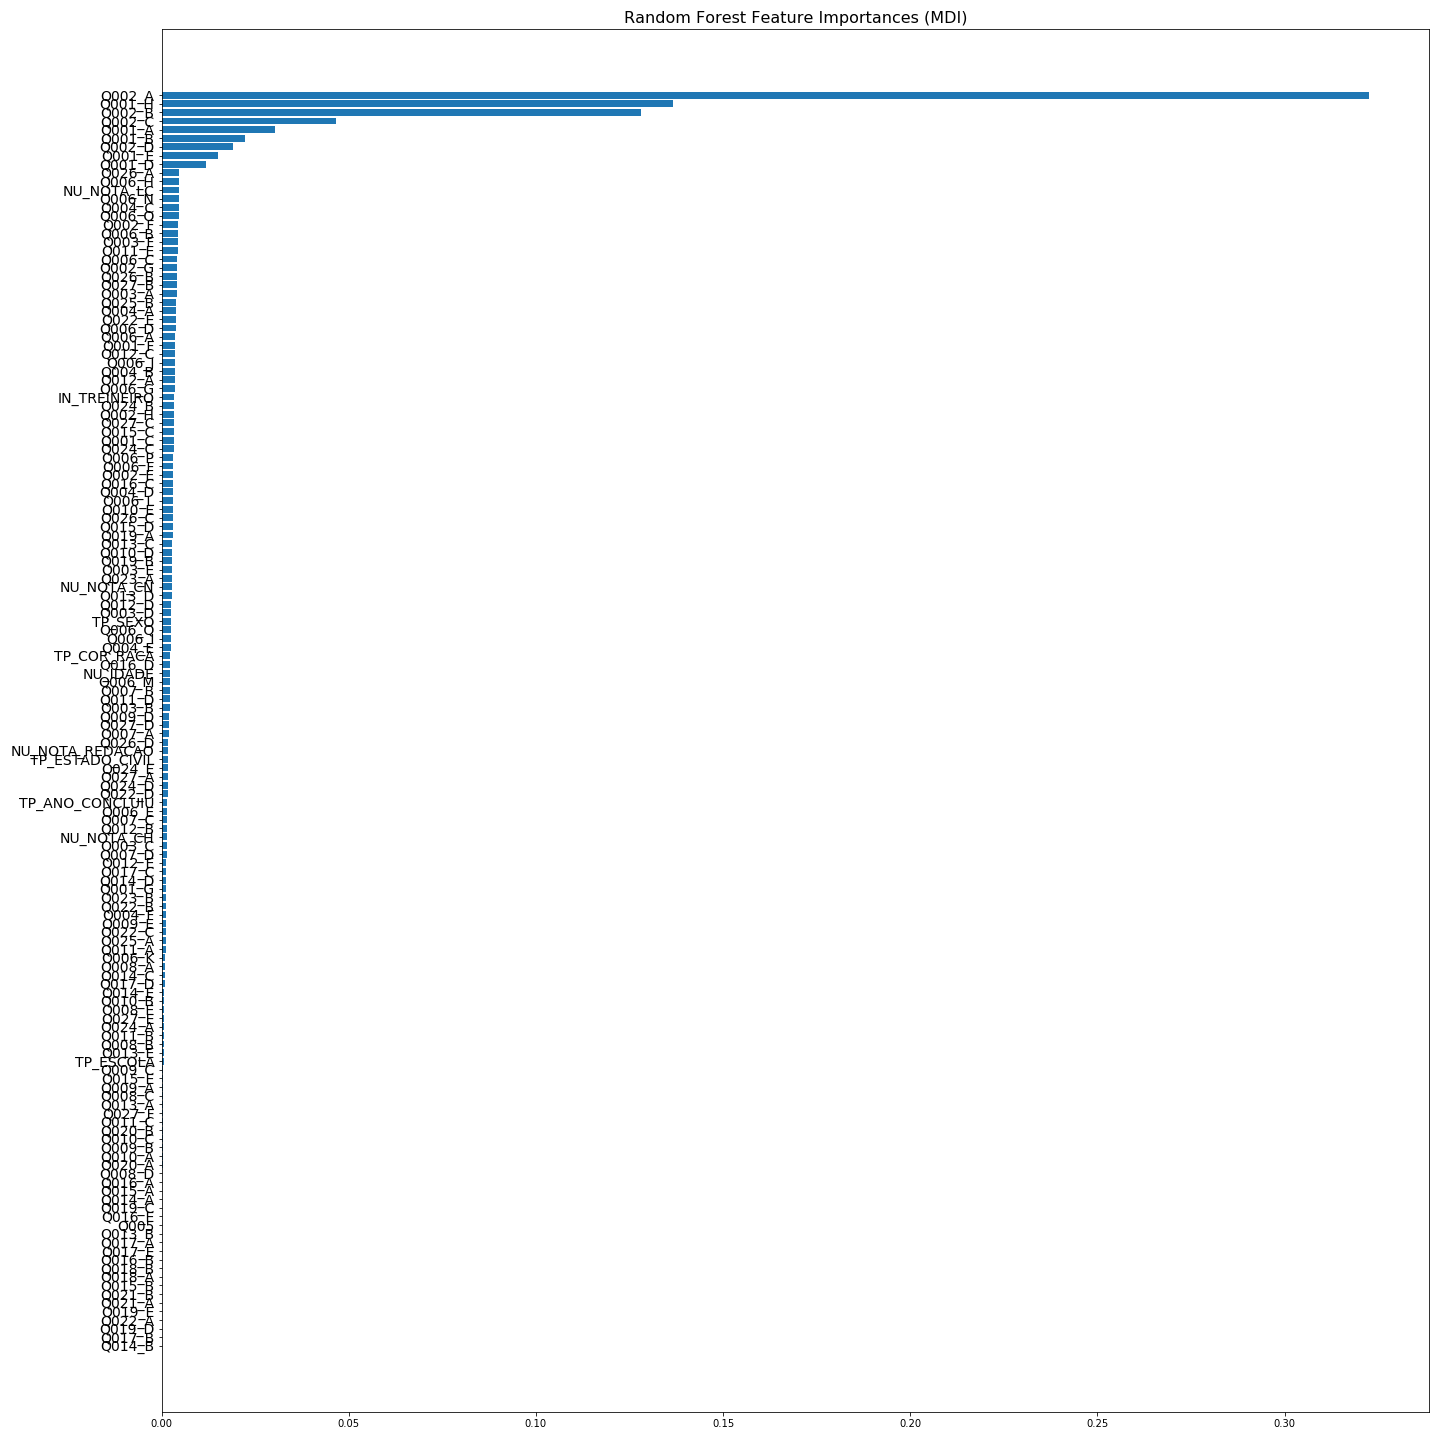 Random Forest Feature Importances (MDI)
Q002_A
Q001_H
Q002_B
Q002_C
Q001_A
Q001_B
Q002_D
Q001_E
Q001_D
Q026_A
Q006_H
NU_NOTA_LC
Q006_N
Q004_C
Q006_O
Q002_F
Q006_B
Q003_F
Q011_E
Q006_C
Q002_G
Q026_B
Q027_B
Q003_A
Q025_B
Q004_A
Q022_E
Q006_D
Q006_A
Q001_F
Q012_C
Q006_J
Q004_B
Q012_A
Q006_G
IN_TREINEIRO
Q024_B
Q002_H
Q027_C
Q015_C
Q001_C
Q024_C
Q006_P
Q006_F
Q002_E
Q016_C
Q004_D
Q006_L
Q010_E
Q026_C
Q015_D
Q019_A
Q013_C
Q010_D
Q019_B
Q003_E
Q023_A
NU_NOTA_CN
Q013_D
Q012_D
Q003_D
TP_SEXO
Q006_Q
Q006_I
Q004_E
TP_COR_RACA
Q016_D
NU_IDADE
Q006_M
Q007_B
Q011_D
Q003_B
Q009_D
Q027_D
Q007_A
Q026_D
NU_NOTA_REDACAO
TP_ESTADO_CIVIL
Q024_E
Q027_A
Q024_D
Q022_D
TP_ANO_CONCLUIU
Q006_E
Q007_C
Q012_B
NU_NOTA_CH
Q003_C
Q007_D
Q012_E
Q017_C
Q014_D
Q001_G
Q023_B
Q022_B
Q004_F
Q009_E
Q022_C
Q025_A
Q011_A
Q006_K
Q008_A
Q014_C
Q017_D
Q014_E
Q010_B
Q008_E
Q027_E
Q024_A
Q011_B
Q008_B
Q013_E
TP_ESCOLA
Q009_C
Q015_E
Q009_A
Q008_C
Q013_A
Q027_F
Q011_C
Q020_B
Q010_C
Q009_B
Q010_A
Q020_A
Q008_D
Q016_A
Q015_A
Q014_A
Q019_C
Q016_E
Q005
Q013_B
Q017_A
Q017_E
Q016_B
Q018_B
Q018_A
Q015_B
Q021_B
Q021_A
Q019_E
Q022_A
Q019_D
Q017_B
Q014_B
0.00 0.05 0.10 0.15 0.20 0.25 0.30